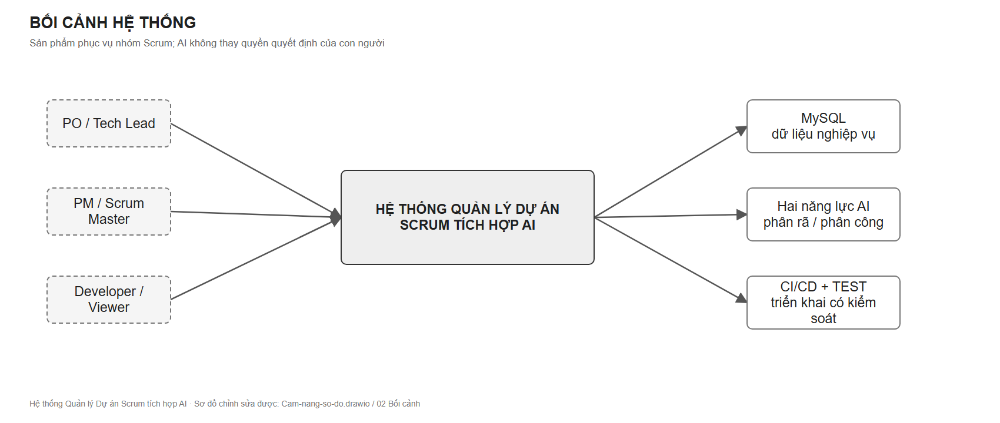 BỐI CẢNH HỆ THỐNG
Sản phẩm phục vụ nhóm Scrum; AI không thay quyền quyết định của con người
PO / Tech Lead
PM / Scrum
Master
Developer /
Viewer
HỆ THỐNG QUẢN LÝ DỰ ÁN
SCRUM TÍCH HỢP AI
MySQL
dữ liệu nghiệp vụ
Hai năng lực AI
phân rã / phân công
CI/CD + TEST
triển khai có kiểm
soát
Hệ thống Quản lý Dự án Scrum tích hợp AI · Sơ đồ chỉnh sửa được: Cam-nang-so-do.drawio / 02 Bối cảnh